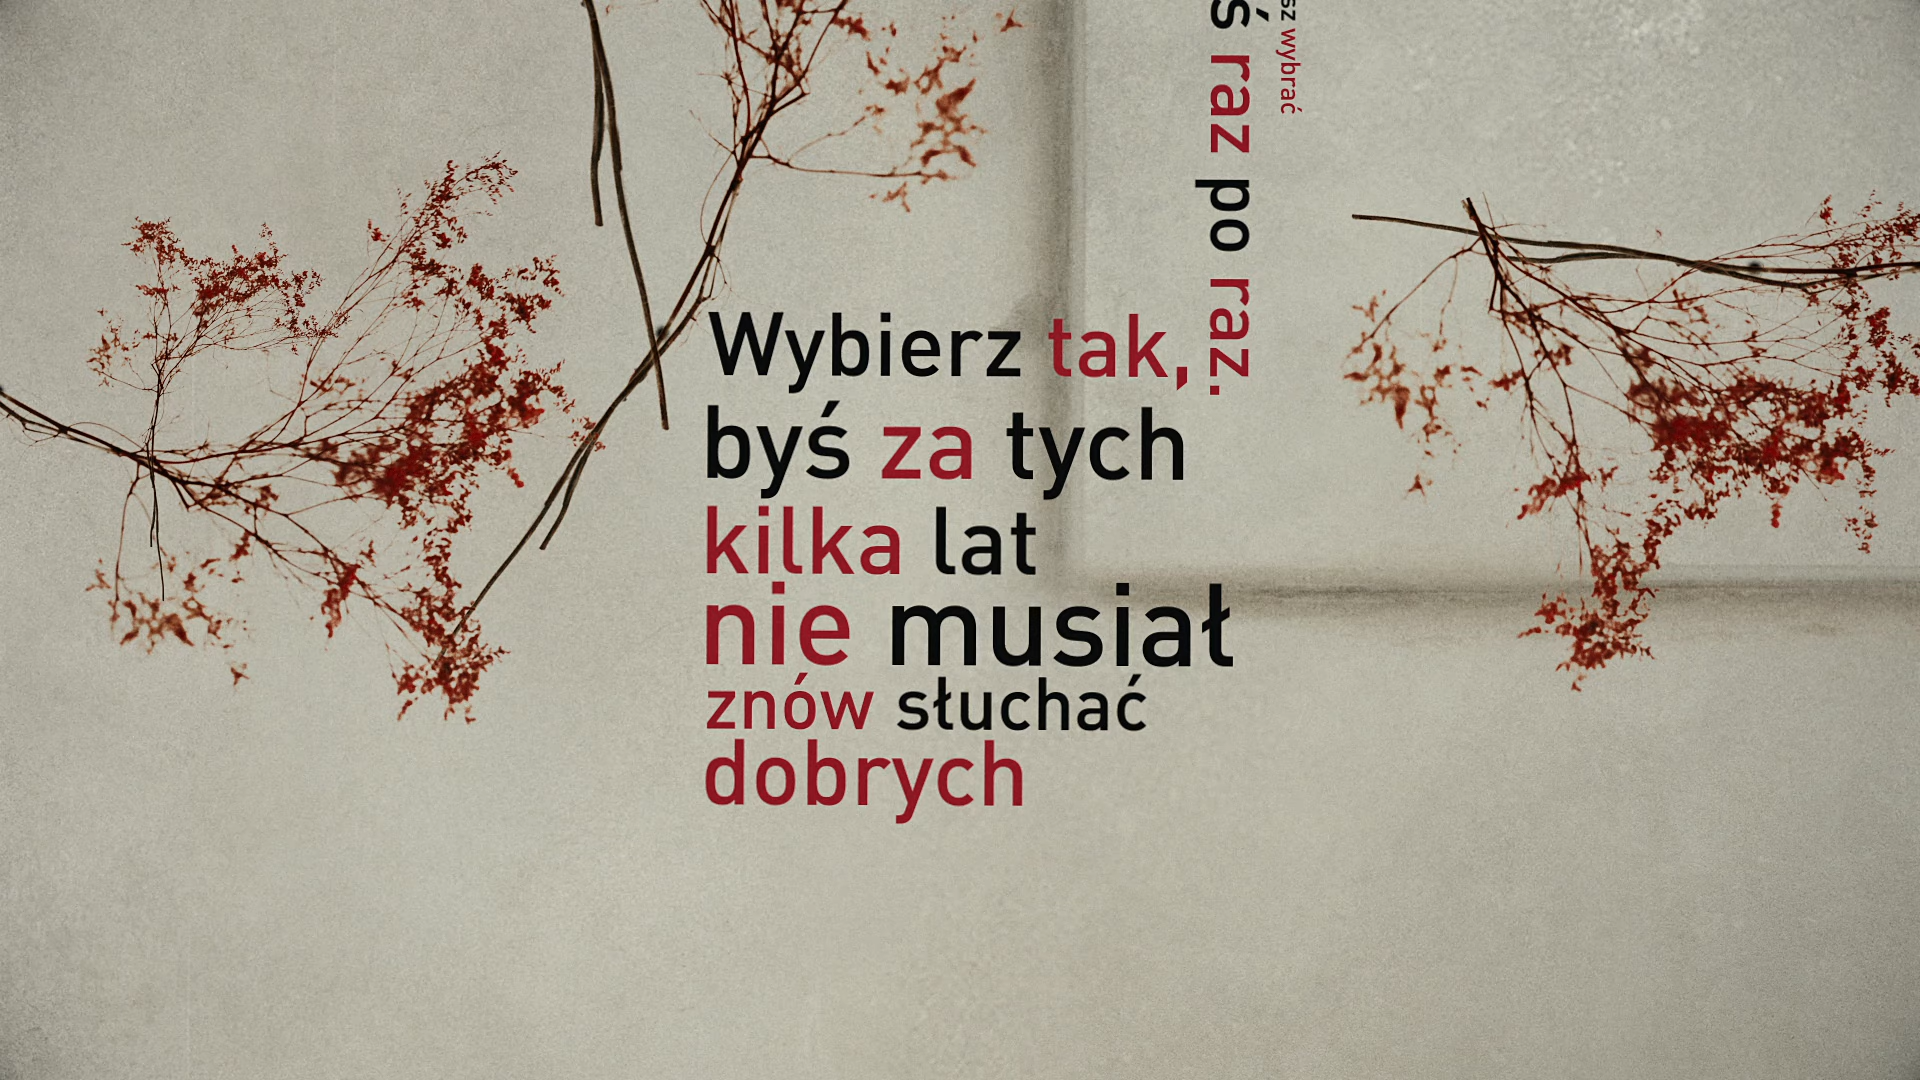 sz wybrać
ś raz po raz.
Wybierz tak,
byś za tych
kilka lat
nie musiał
znów słuchać
dobrych